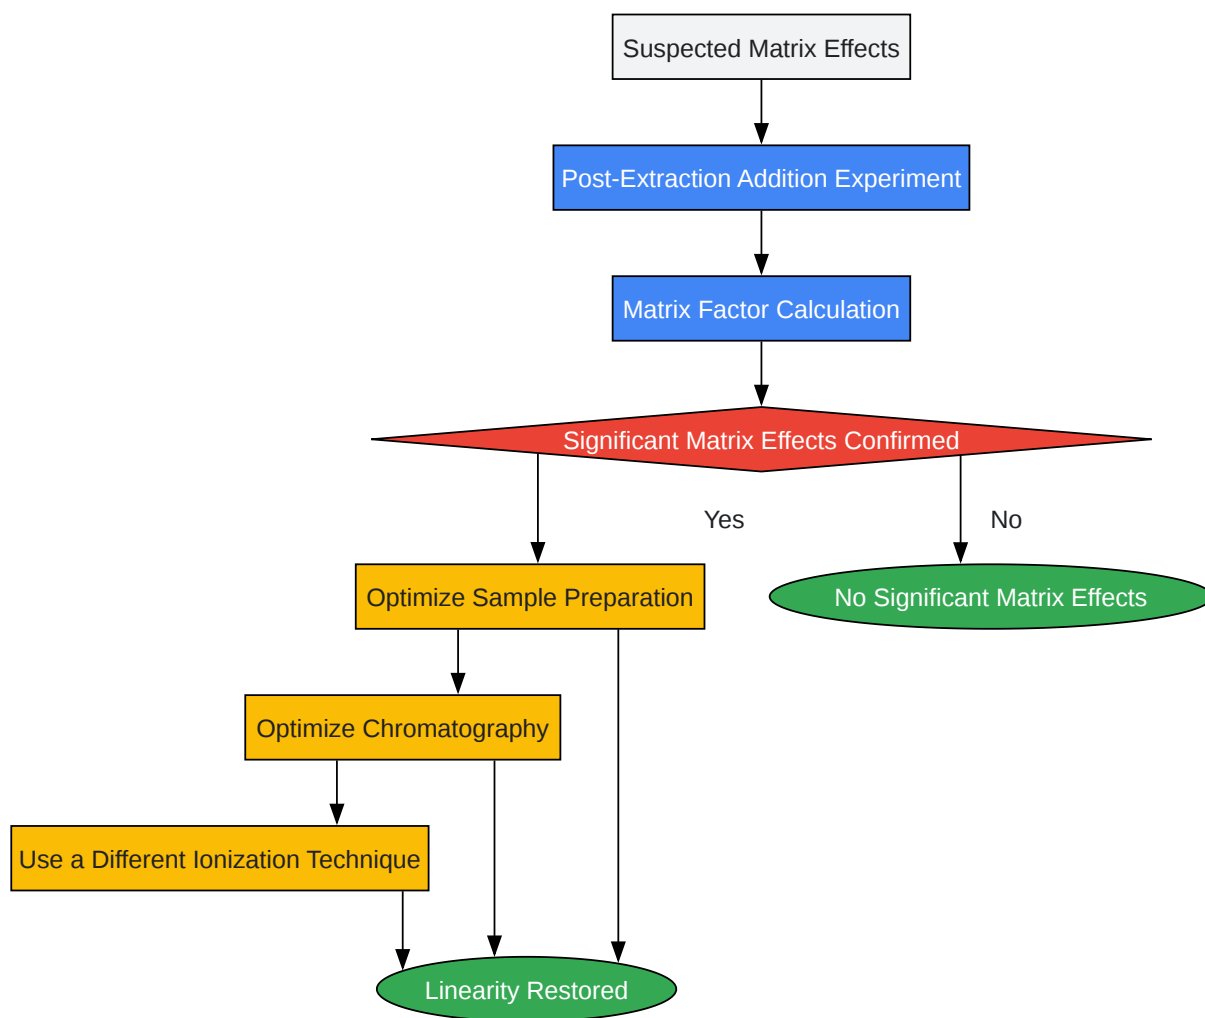 Suspected Matrix Effects
Post-Extraction Addition Experiment
Matrix Factor Calculation
Significant Matrix Effects Confirmed
Yes
No
Optimize Sample Preparation
No Significant Matrix Effects
Optimize Chromatography
Use a Different Ionization Technique
Linearity Restored